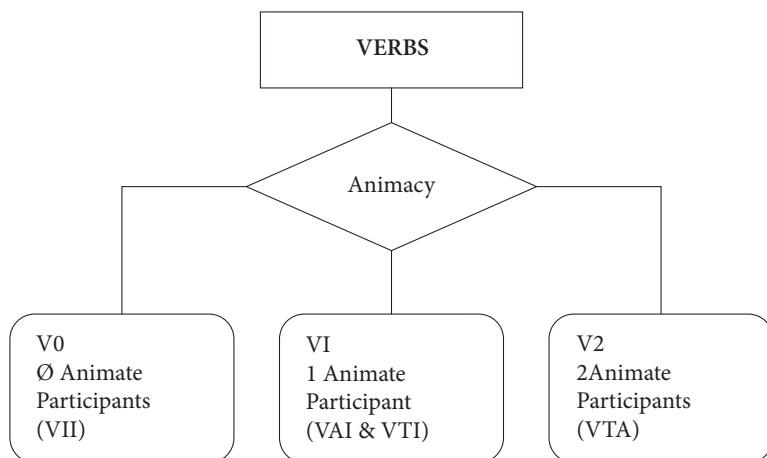 VERBS
Animacy
V0
Ø Animate
Participants
(VII)
VI
1 Animate
Participant
(VAI & VTI)
V2
2Animate
Participants
(VTA)